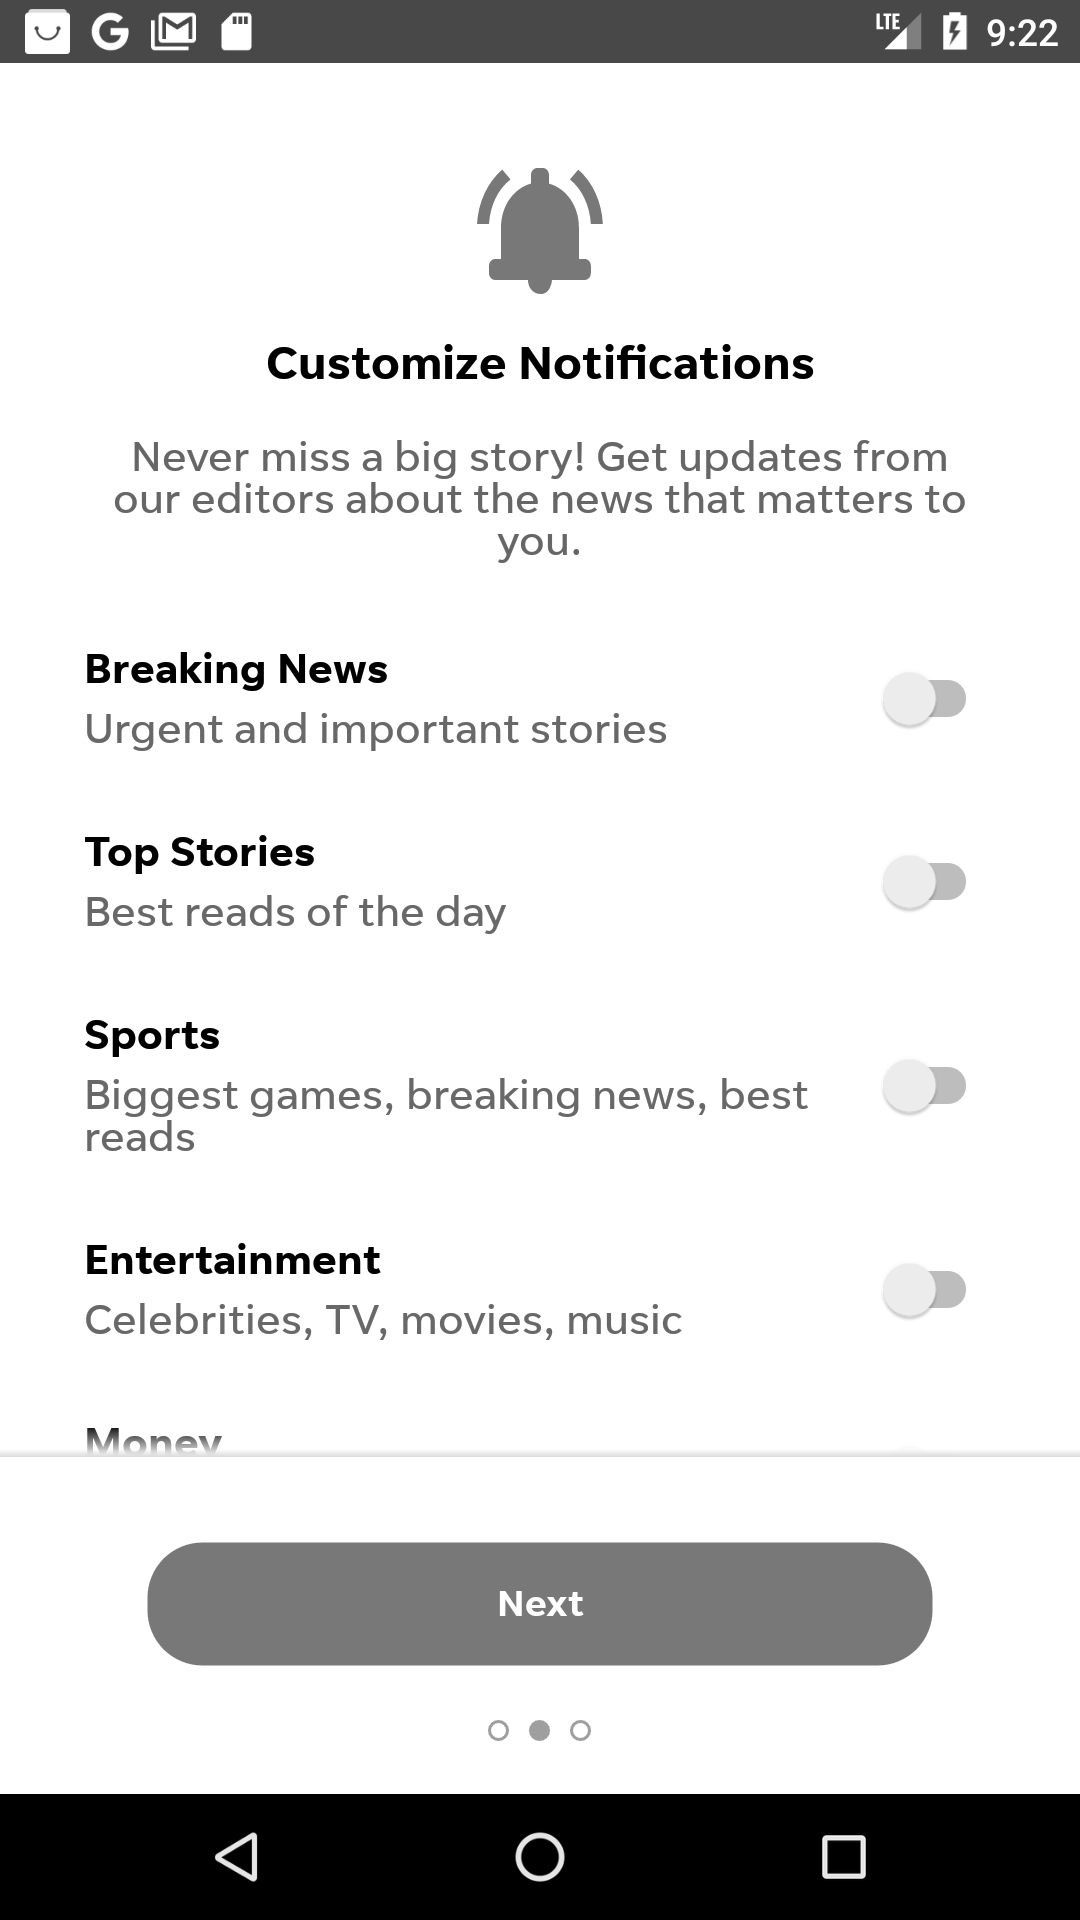 LTE 9:22
Customize Notifications
Never miss a big story! Get updates from
our editors about the news that matters to
you.
Breaking News
Urgent and important stories
Top Stories
Best reads of the day
Sports
Biggest games, breaking news, best
reads
Entertainment
Celebrities, TV, movies, music
Money
Next